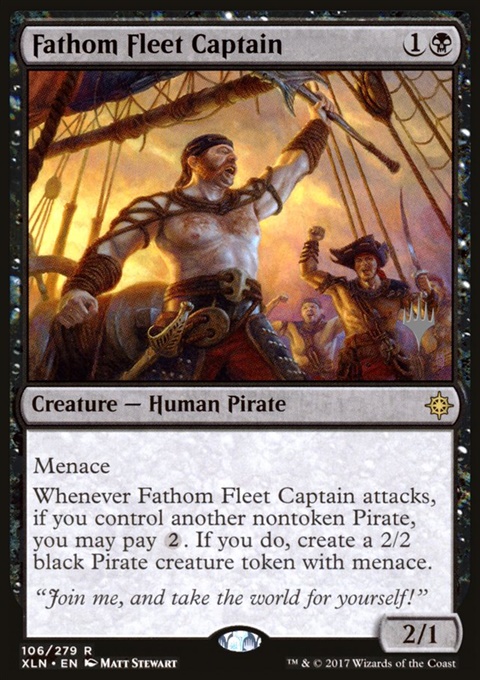 Fathom Fleet Captain 1
Creature — Human Pirate
Menace
Whenever Fathom Fleet Captain attacks,
if you control another nontoken Pirate,
you may pay 2. If you do, create a 2/2
black Pirate creature token with menace.
“Join me, and take the world for yourself!”
2/1
106/279 R
XLN • EN Matt Stewart
™ & © 2017 Wizards of the Coast